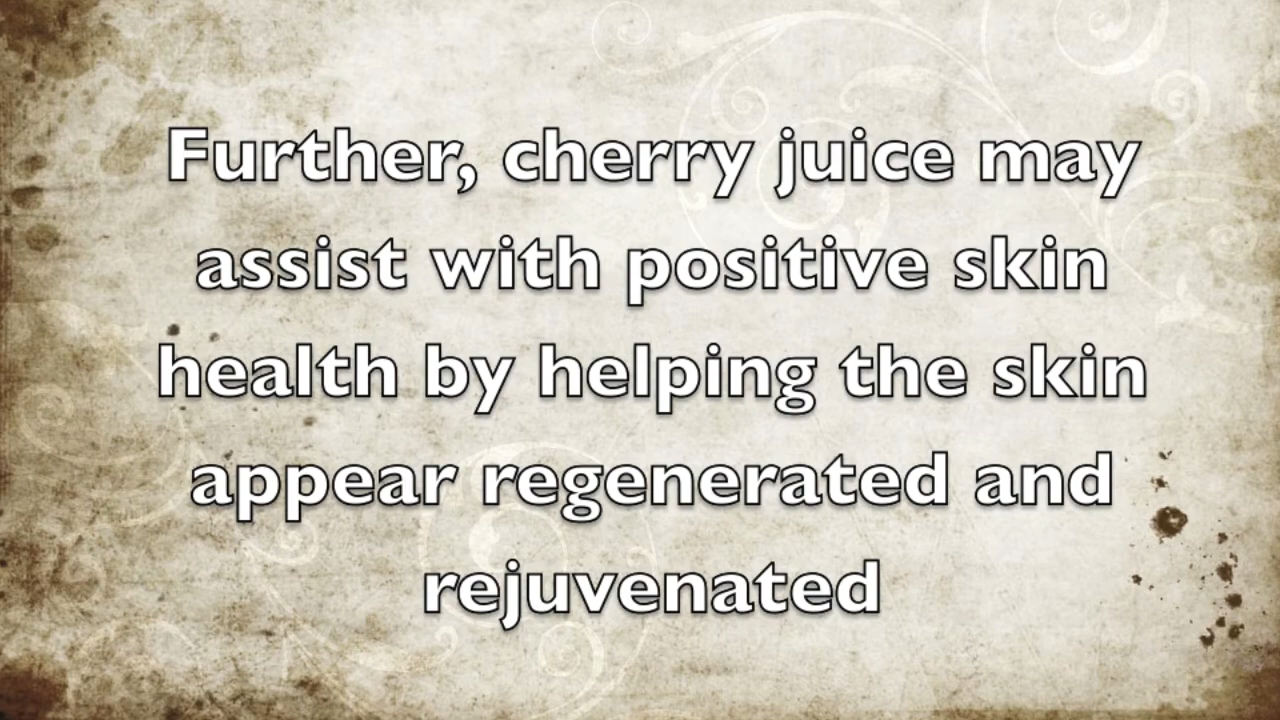 Further, cherry juice may
assist with positive skin
health by helping the skin
appear regenerated and
rejuvenated